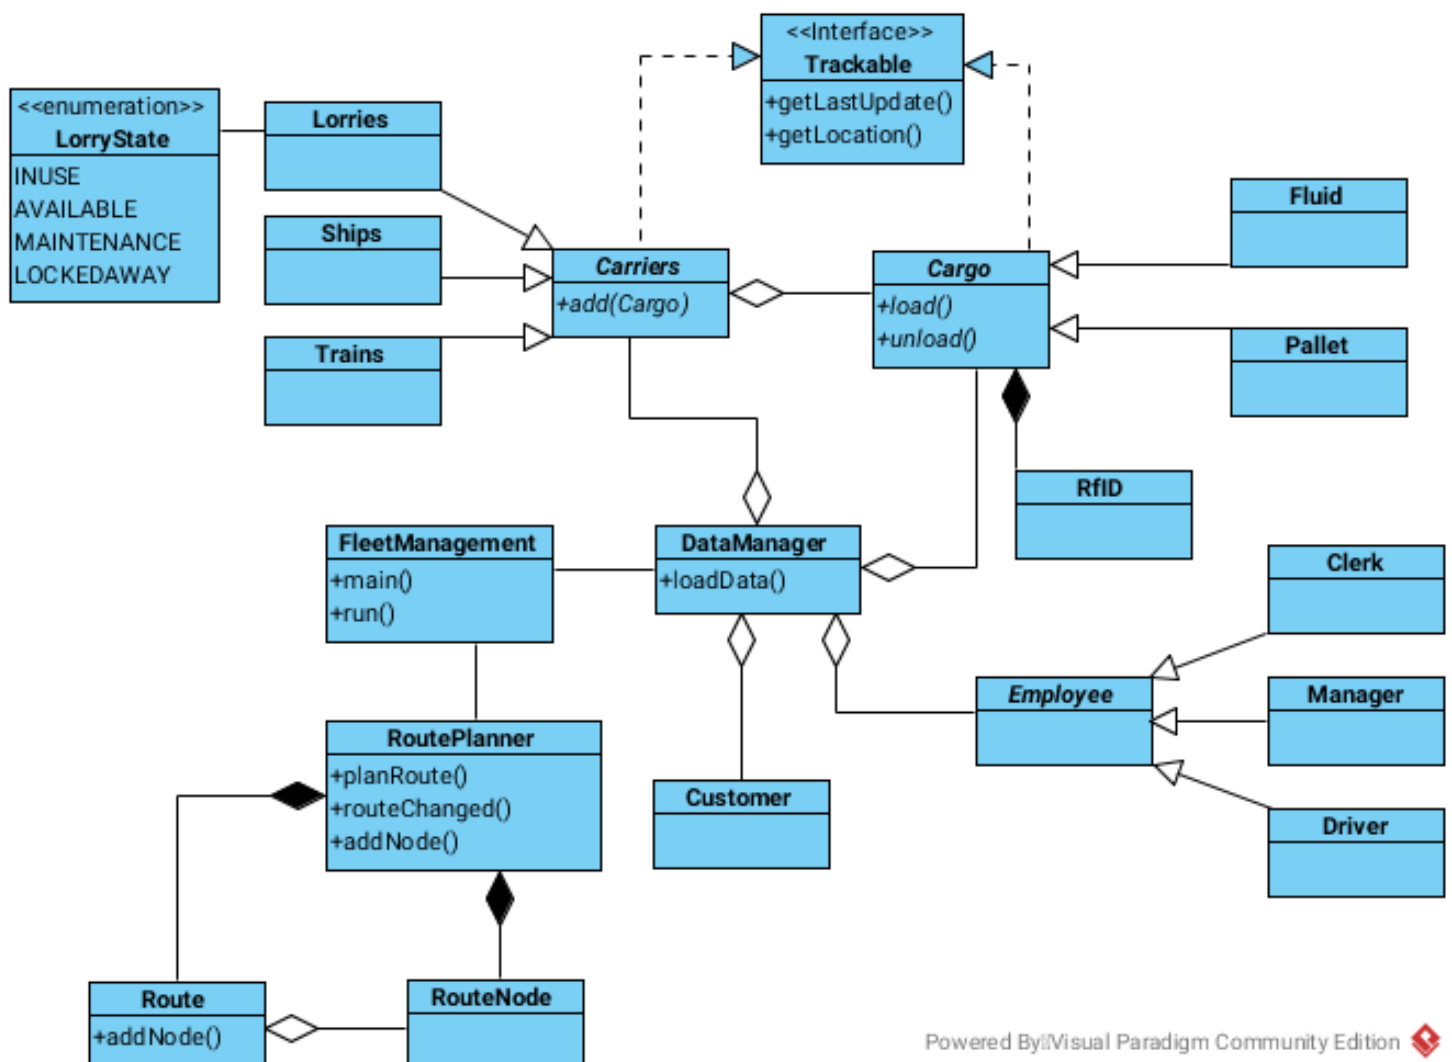 <<Interface>>
Trackable
+getLastUpdate()
+getLocation()
<<enumeration>>
LorryState
INUSE
AVAILABLE
MAINTENANCE
LOCKEDAWAY
Lorries
Ships
Trains
Carriers
+add(Cargo)
Cargo
+load()
+unload()
Fluid
Pallet
RfID
FleetManagement
+main()
+run()
DataManager
+loadData()
Clerk
Employee
Manager
Driver
RoutePlanner
+planRoute()
+routeChanged()
+addNode()
Customer
Route
+addNode()
RouteNode
Powered By Visual Paradigm Community Edition